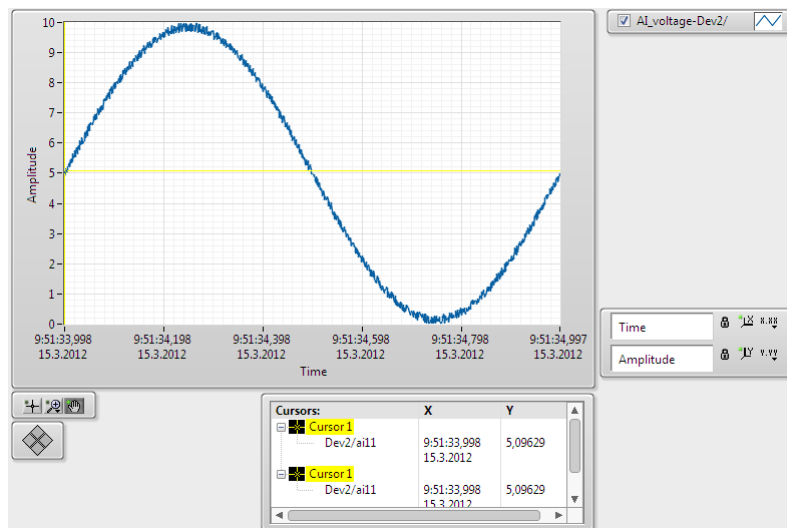 AI_voltage-Dev2/
10
9
8
7
6
5
4
3
2
1
0
Amplitude
9:51:33,998 9:51:34,198 9:51:34,398 9:51:34,598 9:51:34,798 9:51:34,997
15.3.2012 15.3.2012 15.3.2012 15.3.2012 15.3.2012 15.3.2012
Time
Time
X x.xx
Amplitude
Y y.yy
Cursors: X Y
Cursor 1
Dev2/ai11 9:51:33,998 5,09629
15.3.2012
Cursor 1
Dev2/ai11 9:51:33,998 5,09629
15.3.2012